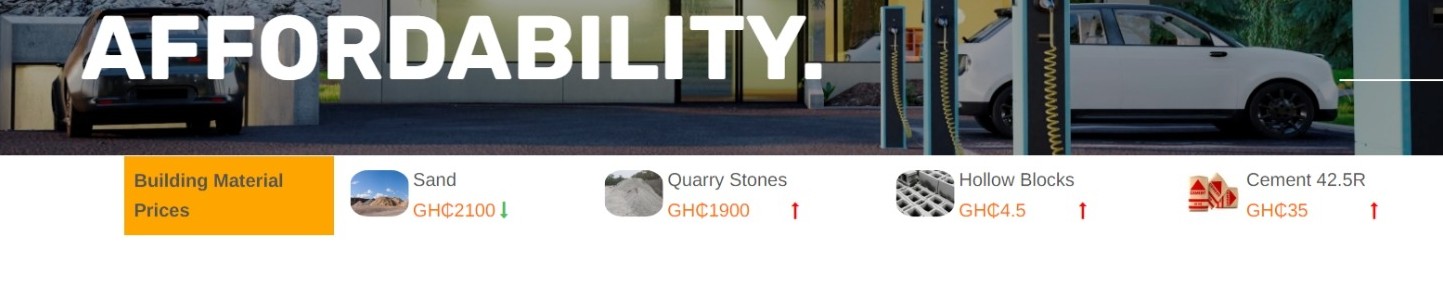 AFFORDABILITY.
Building Material
Prices
Sand
GH₵2100
Quarry Stones
GH₵1900
Hollow Blocks
GH₵4.5
Cement 42.5R
GH₵35